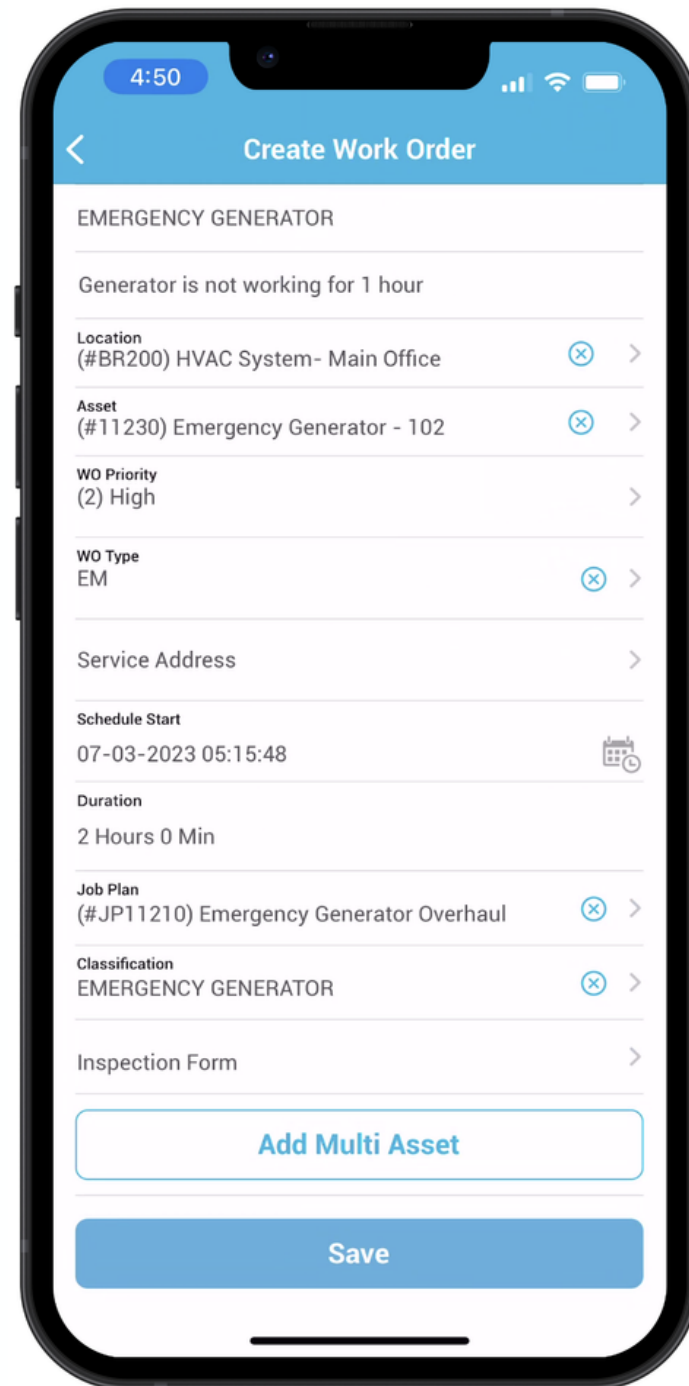 4:50
Create Work Order
EMERGENCY GENERATOR
Generator is not working for 1 hour
Location
(#BR200) HVAC System- Main Office
Asset
(#11230) Emergency Generator - 102
WO Priority
(2) High
WO Type
EM
Service Address
Schedule Start
07-03-2023 05:15:48
Duration
2 Hours 0 Min
Job Plan
(#JP11210) Emergency Generator Overhaul
Classification
EMERGENCY GENERATOR
Inspection Form
Add Multi Asset
Save